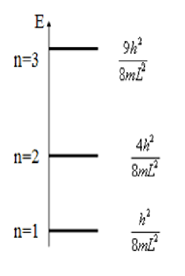 E
n=3 9h²/8mL²
n=2 4h²/8mL²
n=1 h²/8mL²